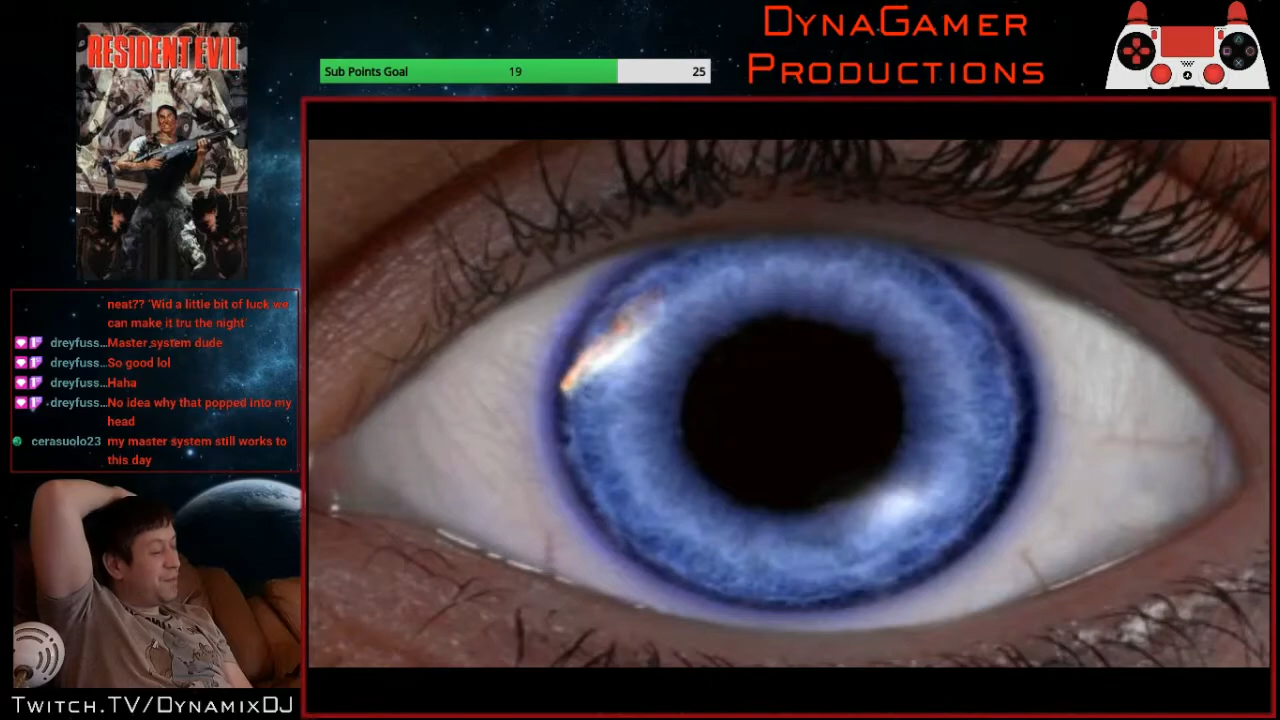 RESIDENT EVIL
Sub Points Goal 19 25
DynaGamer
Productions
neat?? 'Wid a little bit of luck we
can make it tru the night'
dreyfuss... Master system dude
dreyfuss... So good lol
dreyfuss... Haha
dreyfuss... No idea why that popped into my
head
cerasuolo23 my master system still works to
this day
Twitch.TV/DynamixDJ